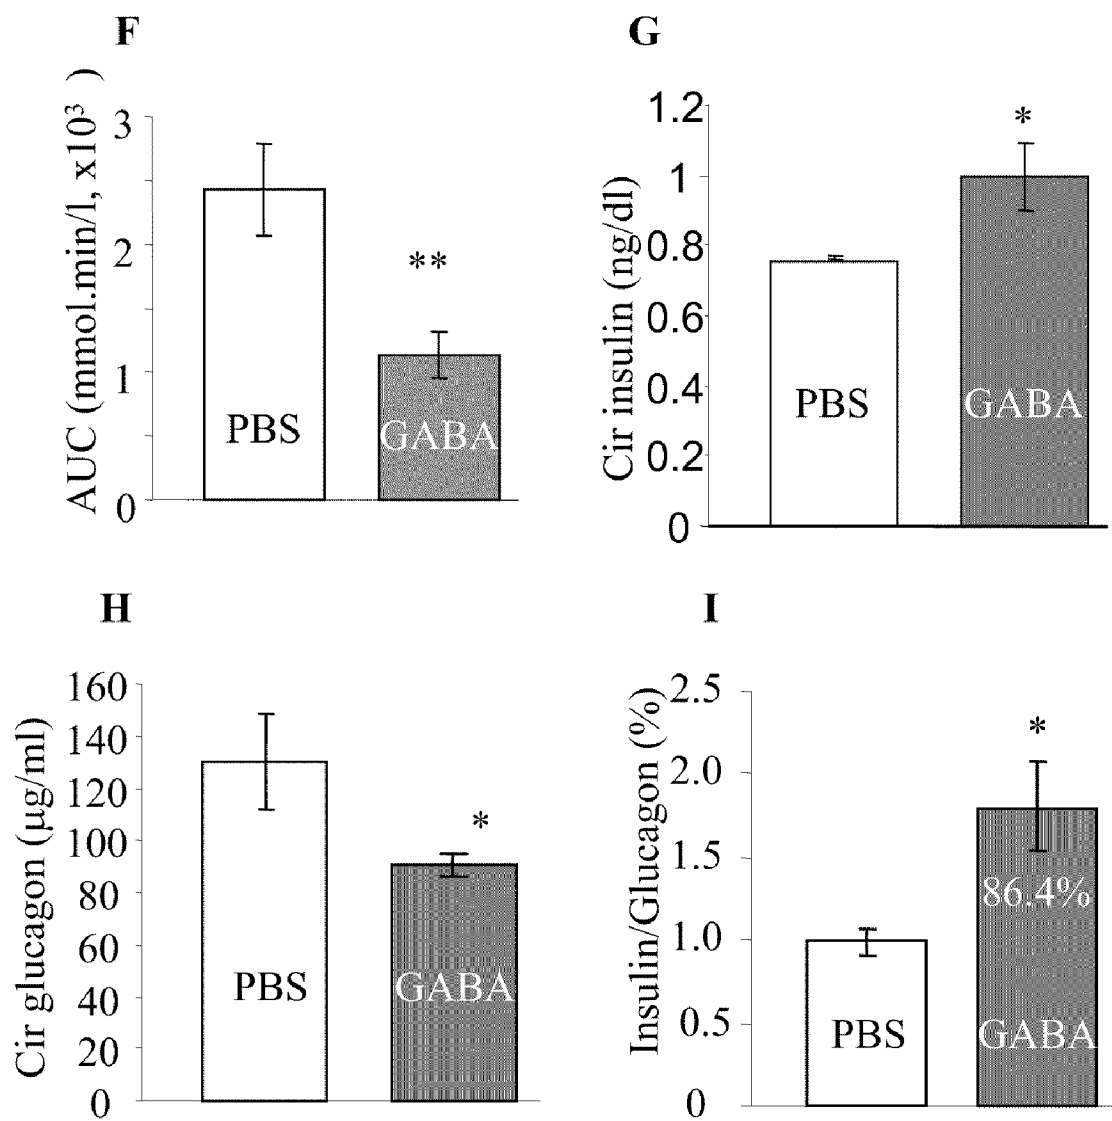 F
AUC (mmol.min/l, x10³ )
3
2
1
0
**
PBS
GABA
G
Cir insulin (ng/dl)
1.2
1
0.8
0.6
0.4
0.2
0
*
PBS
GABA
H
Cir glucagon (µg/ml)
160
140
120
100
80
60
40
20
0
*
PBS
GABA
I
Insulin/Glucagon (%)
2.5
2.0
1.5
1.0
0.5
0
*
86.4%
PBS
GABA